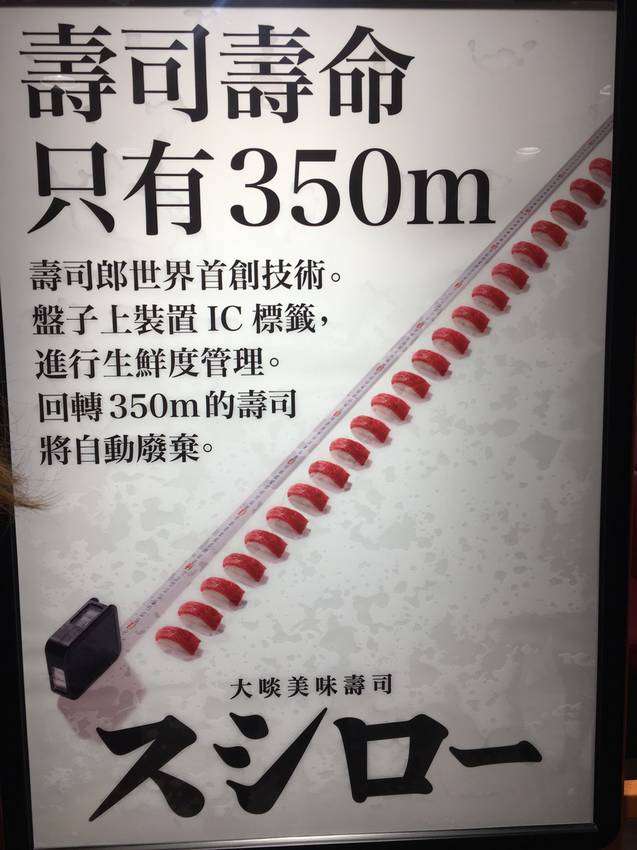 壽司壽命
只有350m
壽司郎世界首創技術。
盤子上裝置 IC 標籤，
進行生鮮度管理。
回轉350m的壽司
將自動廢棄。
大啖美味壽司
スシロー